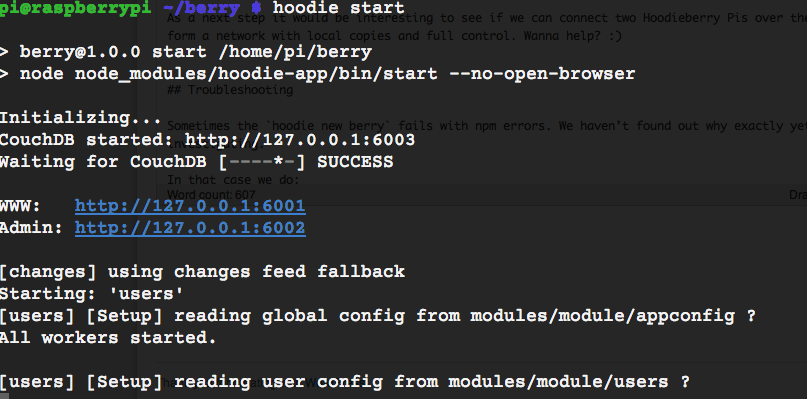 pi@raspberrypi ~/berry $ hoodie start
As a next step it would be interesting to see if we can connect two Hoodieberry Pis over the
form a network with local copies and full control. Wanna help? :)
> berry@1.0.0 start /home/pi/berry
> node node_modules/hoodie-app/bin/start --no-open-browser
## Troubleshooting
Initializing...
Sometimes the `hoodie new berry` fails with npm errors. We haven't found out why exactly yet
CouchDB started: http://127.0.0.1:6003
Waiting for CouchDB [----*-] SUCCESS
In that case we do:
Word count: 607
Dra
WWW: http://127.0.0.1:6001
Admin: http://127.0.0.1:6002
[changes] using changes feed fallback
Starting: 'users'
[users] [Setup] reading global config from modules/module/appconfig ?
All workers started.
[users] [Setup] reading user config from modules/module/users ?